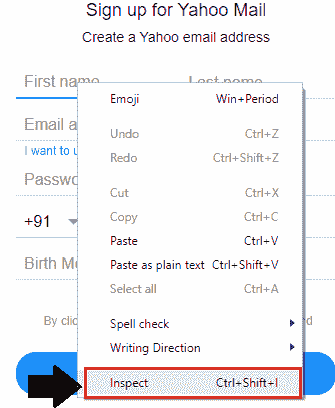 Sign up for Yahoo Mail
Create a Yahoo email address
First name Last name
Emoji Win+Period
Email a
Undo Ctrl+Z
I want to u
Redo Ctrl+Shift+Z
Passwo
Cut Ctrl+X
Copy Ctrl+C
+91
Paste Ctrl+V
Birth Mo
Paste as plain text Ctrl+Shift+V
Select all Ctrl+A
By clic
Spell check
Writing Direction
Inspect Ctrl+Shift+I